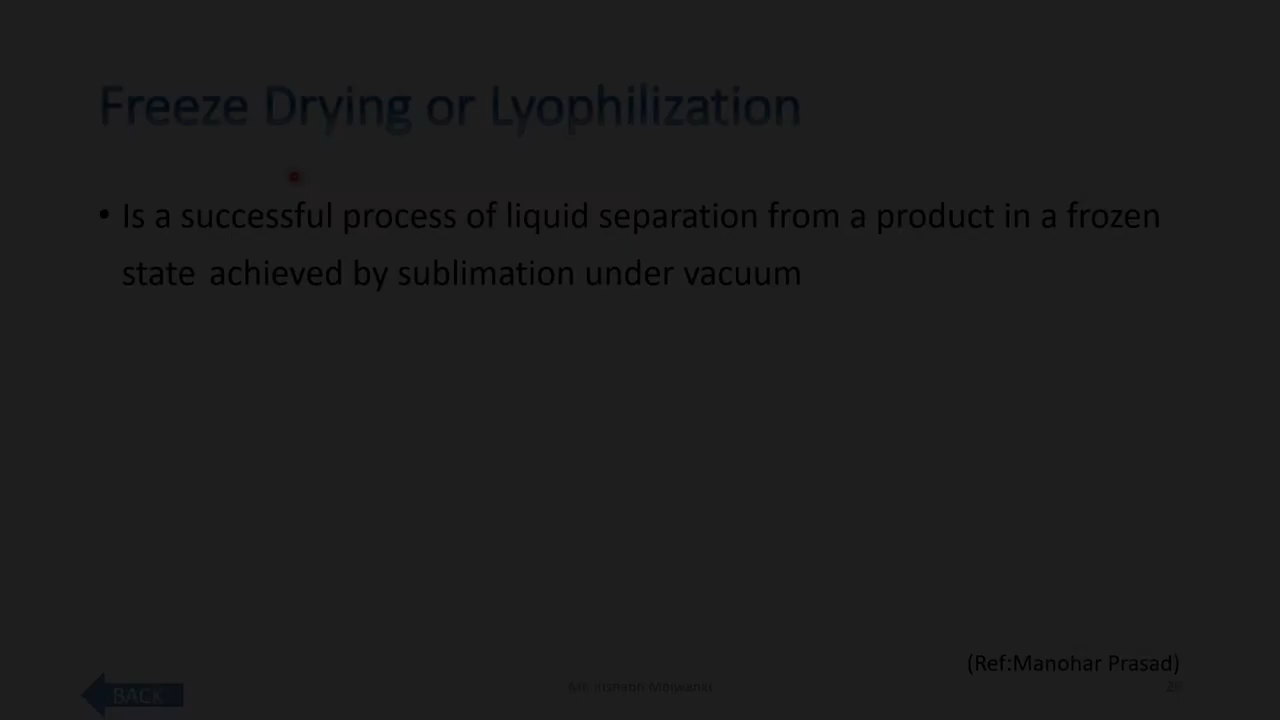 Freeze Drying or Lyophilization
• Is a successful process of liquid separation from a product in a frozen
state achieved by sublimation under vacuum
(Ref:Manohar Prasad)
BACK